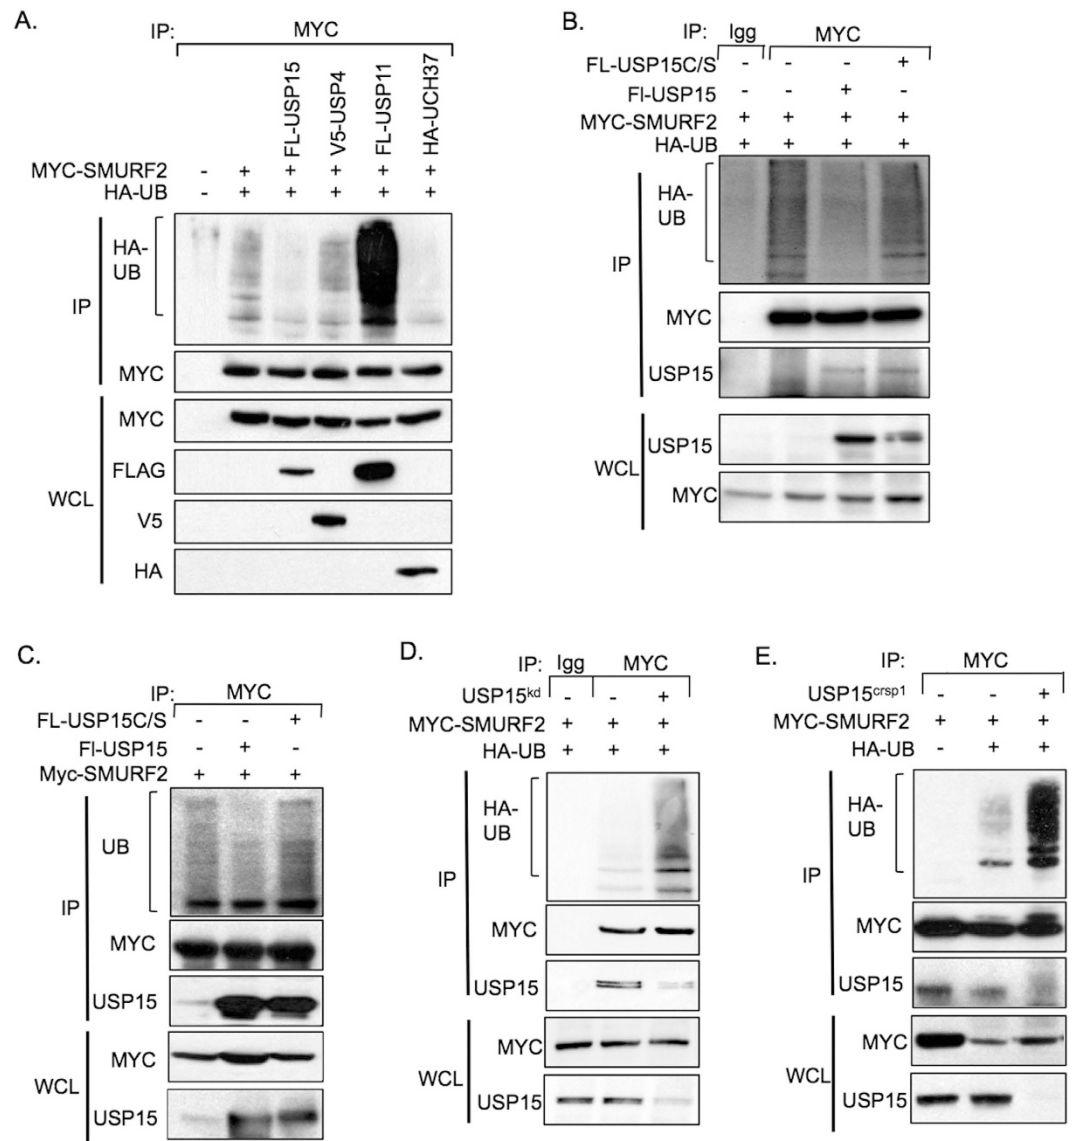 A.
IP: MYC
FL-USP15
V5-USP4
FL-USP11
HA-UCH37
MYC-SMURF2 - + + + + +
HA-UB - + + + + +
HA-
UB
IP
MYC
MYC
FLAG
WCL
V5
HA
B.
IP: Igg MYC
FL-USP15C/S - - - +
Fl-USP15 - - + -
MYC-SMURF2 + + + +
HA-UB + + + +
HA-
UB
IP
MYC
USP15
USP15
WCL
MYC
C.
IP: MYC
FL-USP15C/S - - +
Fl-USP15 - + -
Myc-SMURF2 + + +
UB
IP
MYC
USP15
MYC
WCL
USP15
D.
IP: Igg MYC
USP15kd - - +
MYC-SMURF2 + + +
HA-UB + + +
HA-
UB
IP
MYC
USP15
MYC
WCL
USP15
E.
IP: MYC
USP15crsp1 - - +
MYC-SMURF2 + + +
HA-UB - + +
HA-
UB
IP
MYC
USP15
MYC
WCL
USP15